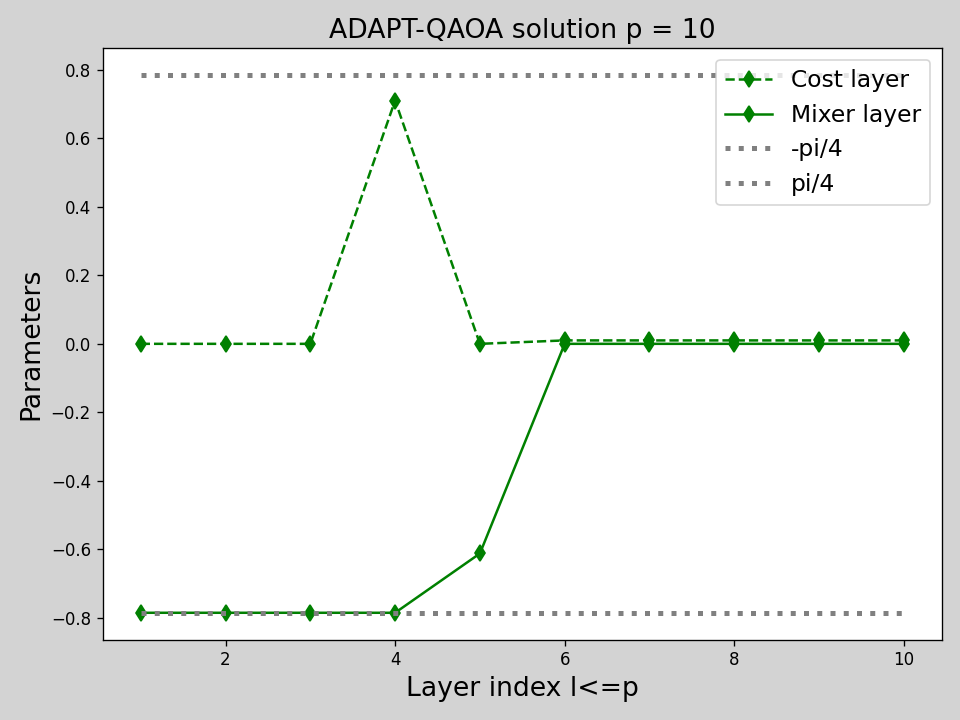 ADAPT-QAOA solution p = 10
Cost layer
Mixer layer
-pi/4
pi/4
Parameters
0.8
0.6
0.4
0.2
0.0
−0.2
−0.4
−0.6
−0.8
2
4
6
8
10
Layer index l<=p